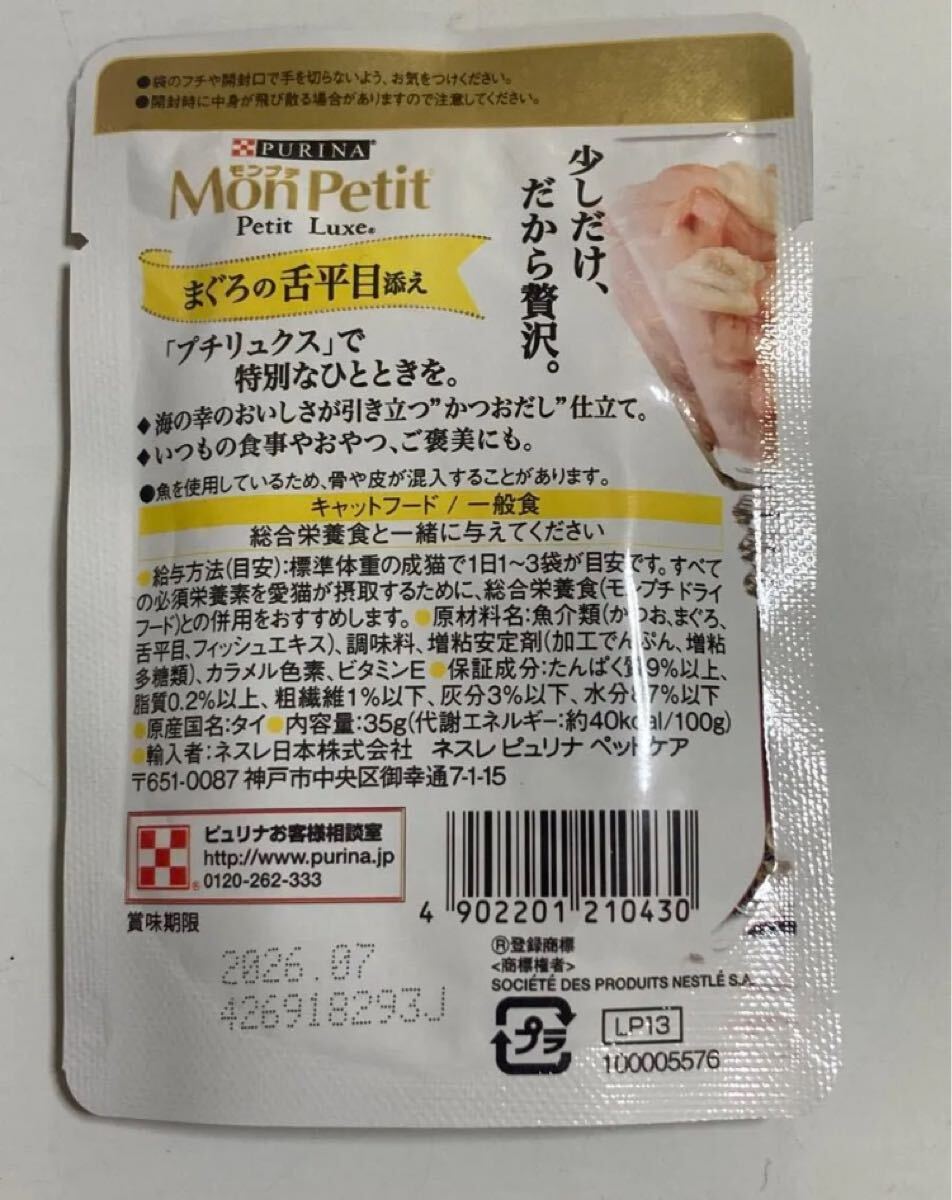 ●袋のフチや開封口で手を切らないよう、お気をつけください。
●開封時に中身が飛び散る場合がありますので注意してください。
PURINA
モンプチ
Mon Petit
Petit Luxe®
少しだけ、
だから贅沢。
まぐろの舌平目添え
「プチリュクス」で
特別なひとときを。
◆海の幸のおいしさが引き立つ"かつおだし"仕立て。
◆いつもの食事やおやつ、ご褒美にも。
●魚を使用しているため、骨や皮が混入することがあります。
キャットフード / 一般食
総合栄養食と一緒に与えてください
●給与方法(目安):標準体重の成猫で1日1~3袋が目安です。すべて
の必須栄養素を愛猫が摂取するために、総合栄養食(モンプチ ドライ
フード)との併用をおすすめします。●原材料名:魚介類(かつお、まぐろ、
舌平目、フィッシュエキス)、調味料、増粘安定剤(加工でんぷん、増粘
多糖類)、カラメル色素、ビタミンE ●保証成分:たんぱく質9%以上、
脂質0.2%以上、粗繊維1%以下、灰分3%以下、水分87%以下
●原産国名:タイ ●内容量:35g(代謝エネルギー:約40kcal/100g)
●輸入者:ネスレ日本株式会社 ネスレ ピュリナ ペットケア
〒651-0087 神戸市中央区御幸通7-1-15
ピュリナお客様相談室
http://www.purina.jp
0120-262-333
4 902201 210430
賞味期限
2026.07
426918293J
®登録商標
<商標権者>
SOCIÉTÉ DES PRODUITS NESTLÉ S.A.
プラ
LP13
100005576